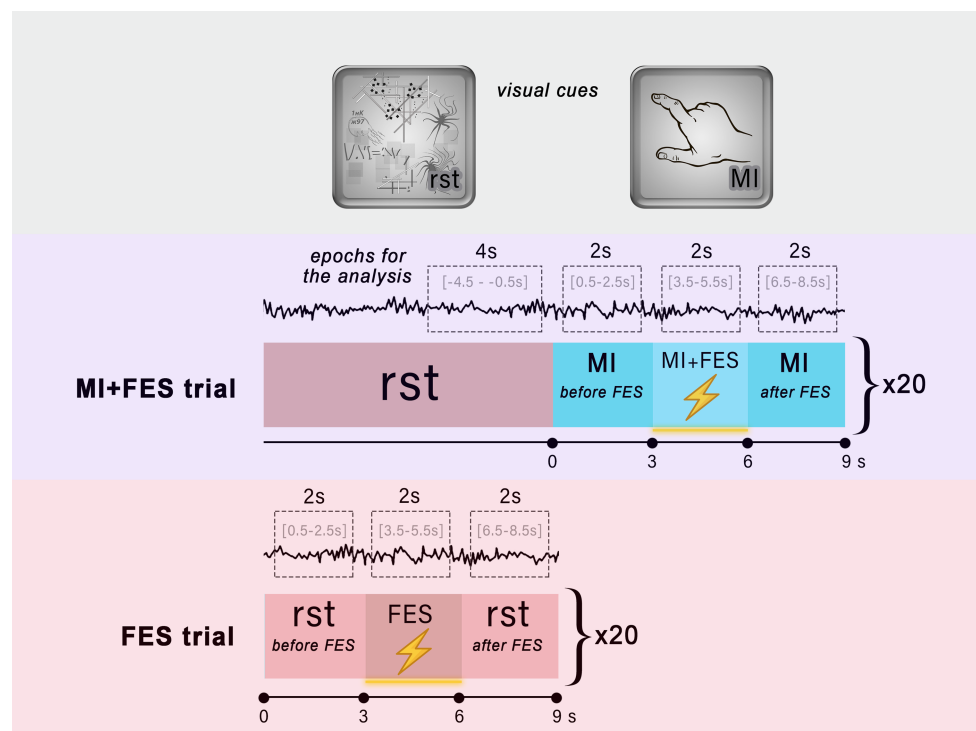 visual cues
TMK
M97
rst
MI
epochs for
the analysis
4s
2s
2s
2s
[-4.5 - -0.5s]
[0.5-2.5s]
[3.5-5.5s]
[6.5-8.5s]
MI+FES trial
rst
MI
before FES
MI+FES
MI
after FES
x20
0
3
6
9 s
2s
2s
2s
[0.5-2.5s]
[3.5-5.5s]
[6.5-8.5s]
FES trial
rst
before FES
FES
rst
after FES
x20
0
3
6
9 s